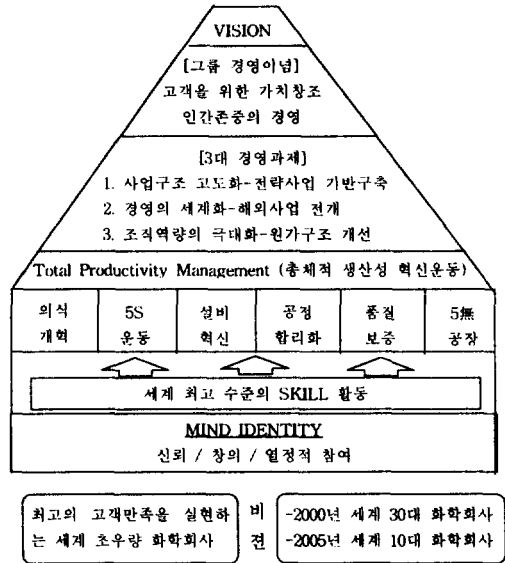 VISION
[그룹 경영이념]
고객을 위한 가치창조
인간존중의 경영
[3대 경영과제]
1. 사업구조 고도화-전략사업 기반구축
2. 경영의 세계화-해외사업 전개
3. 조직역량의 극대화-원가구조 개선
Total Productivity Management (총체적 생산성 혁신운동)
의식 5S 설비 공정 품질 5無
개혁 운동 혁신 합리화 보증 공장
세계 최고 수준의 SKILL 활동
MIND IDENTITY
신뢰 / 창의 / 열정적 참여
최고의 고객만족을 실현하
는 세계 초우량 화학회사
비
젼
-2000년 세계 30대 화학회사
-2005년 세계 10대 화학회사